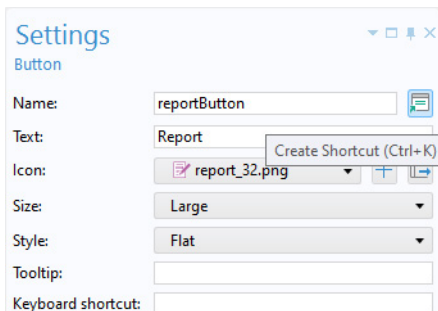 Settings
Button
Name: reportButton
Text: Report
Create Shortcut (Ctrl+K)
Icon: report_32.png
Size: Large
Style: Flat
Tooltip:
Keyboard shortcut: